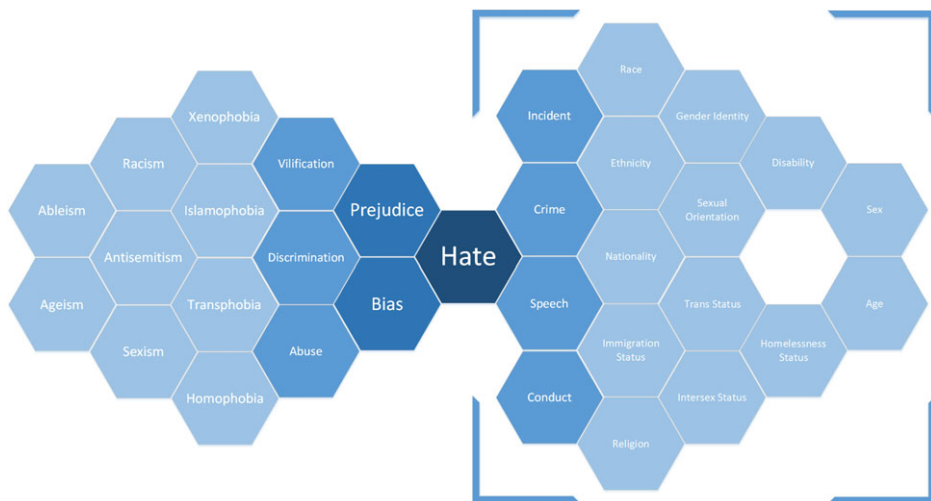 Xenophobia
Racism
Vilification
Ableism
Islamophobia
Prejudice
Antisemitism
Discrimination
Hate
Ageism
Transphobia
Bias
Sexism
Abuse
Homophobia
Race
Incident
Gender Identity
Ethnicity
Disability
Crime
Sexual
Orientation
Sex
Nationality
Speech
Trans Status
Age
Immigration
Status
Homelessness
Status
Conduct
Intersex Status
Religion